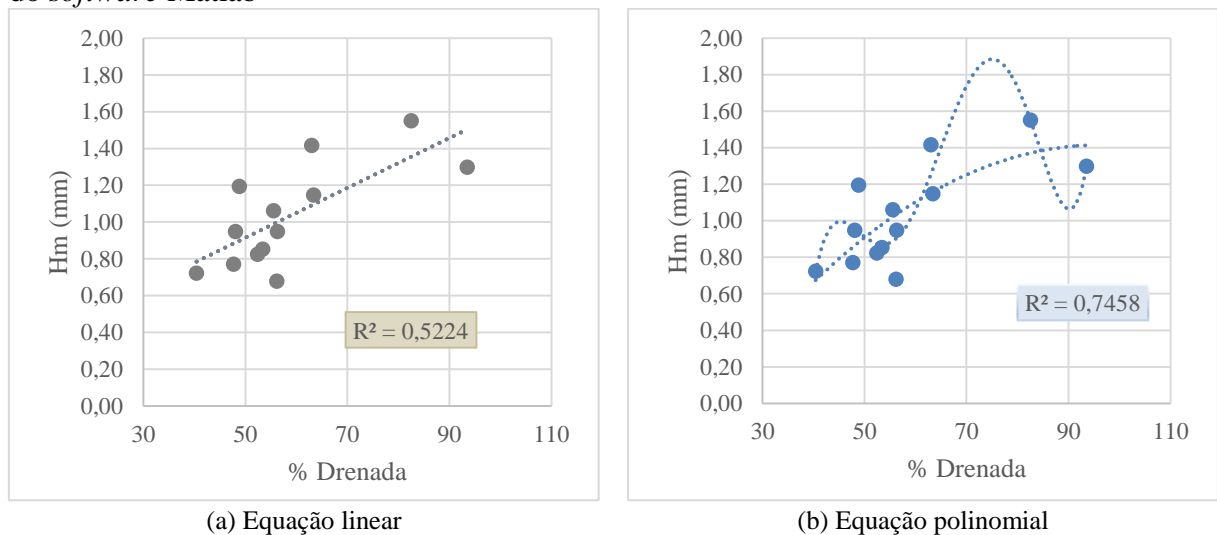 do software Matlab
2,00
1,80
1,60
1,40
1,20
1,00
0,80
0,60
0,40
0,20
0,00
Hm (mm)
R² = 0,5224
30 50 70 90 110
% Drenada
(a) Equação linear
2,00
1,80
1,60
1,40
1,20
1,00
0,80
0,60
0,40
0,20
0,00
Hm (mm)
R² = 0,7458
30 50 70 90 110
% Drenada
(b) Equação polinomial